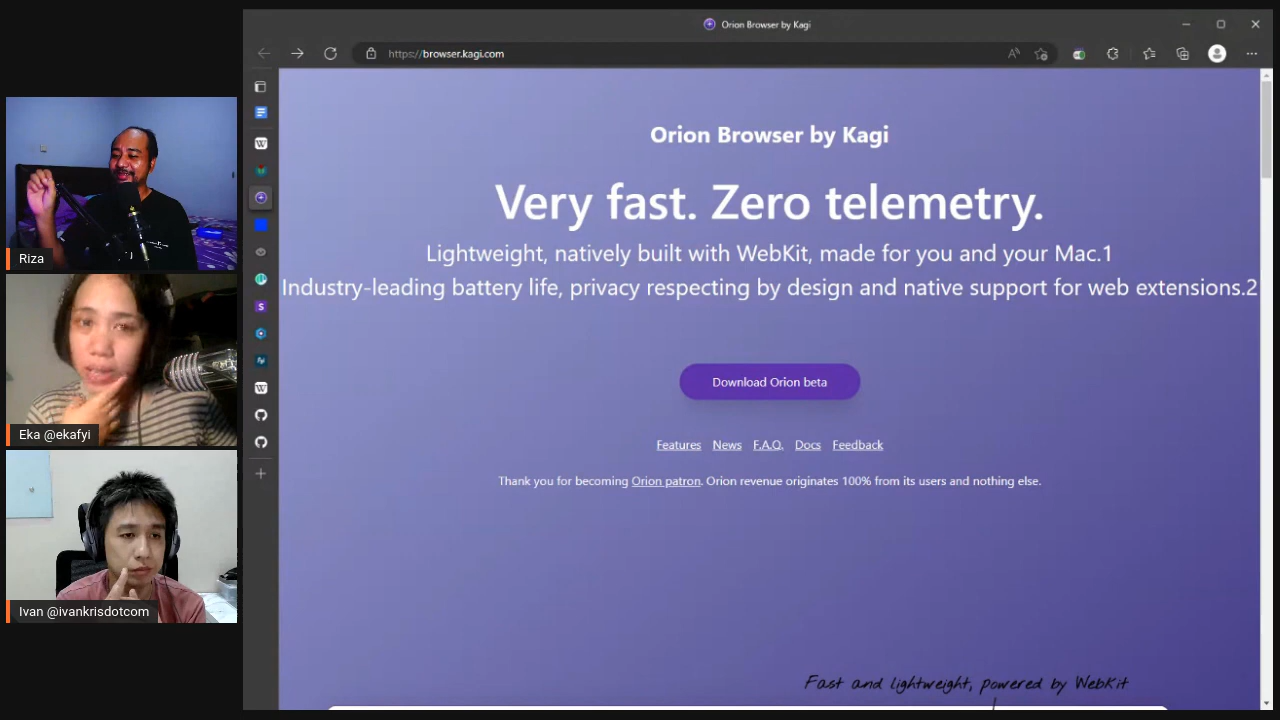 Orion Browser by Kagi
https://browser.kagi.com
Orion Browser by Kagi
Very fast. Zero telemetry.
Lightweight, natively built with WebKit, made for you and your Mac.1
Industry-leading battery life, privacy respecting by design and native support for web extensions.2
Download Orion beta
Features News F.A.Q. Docs Feedback
Thank you for becoming Orion patron. Orion revenue originates 100% from its users and nothing else.
Fast and lightweight, powered by WebKit
Riza
Eka @ekafyi
Ivan @ivankrisdotcom